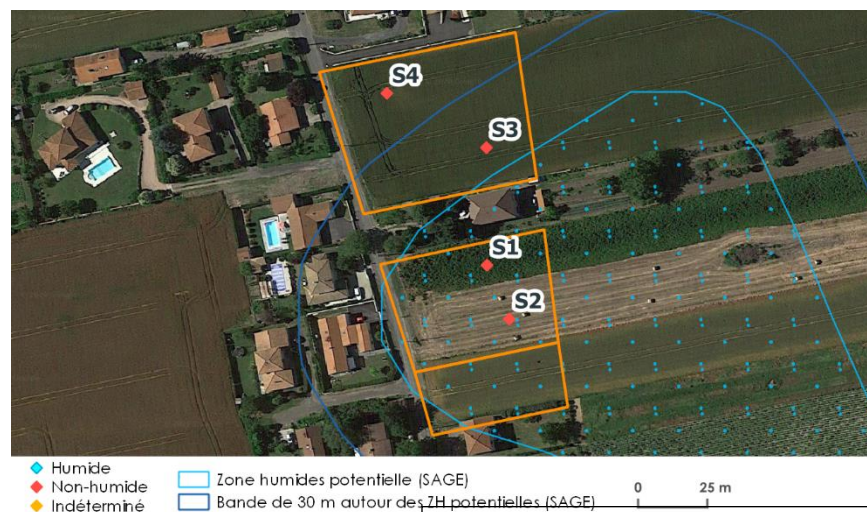 S4
S3
S1
S2
Humide
Non-humide
Indéterminé
Zone humides potentielle (SAGE)
Bande de 30 m autour des ZH potentielles (SAGE)
0 25 m